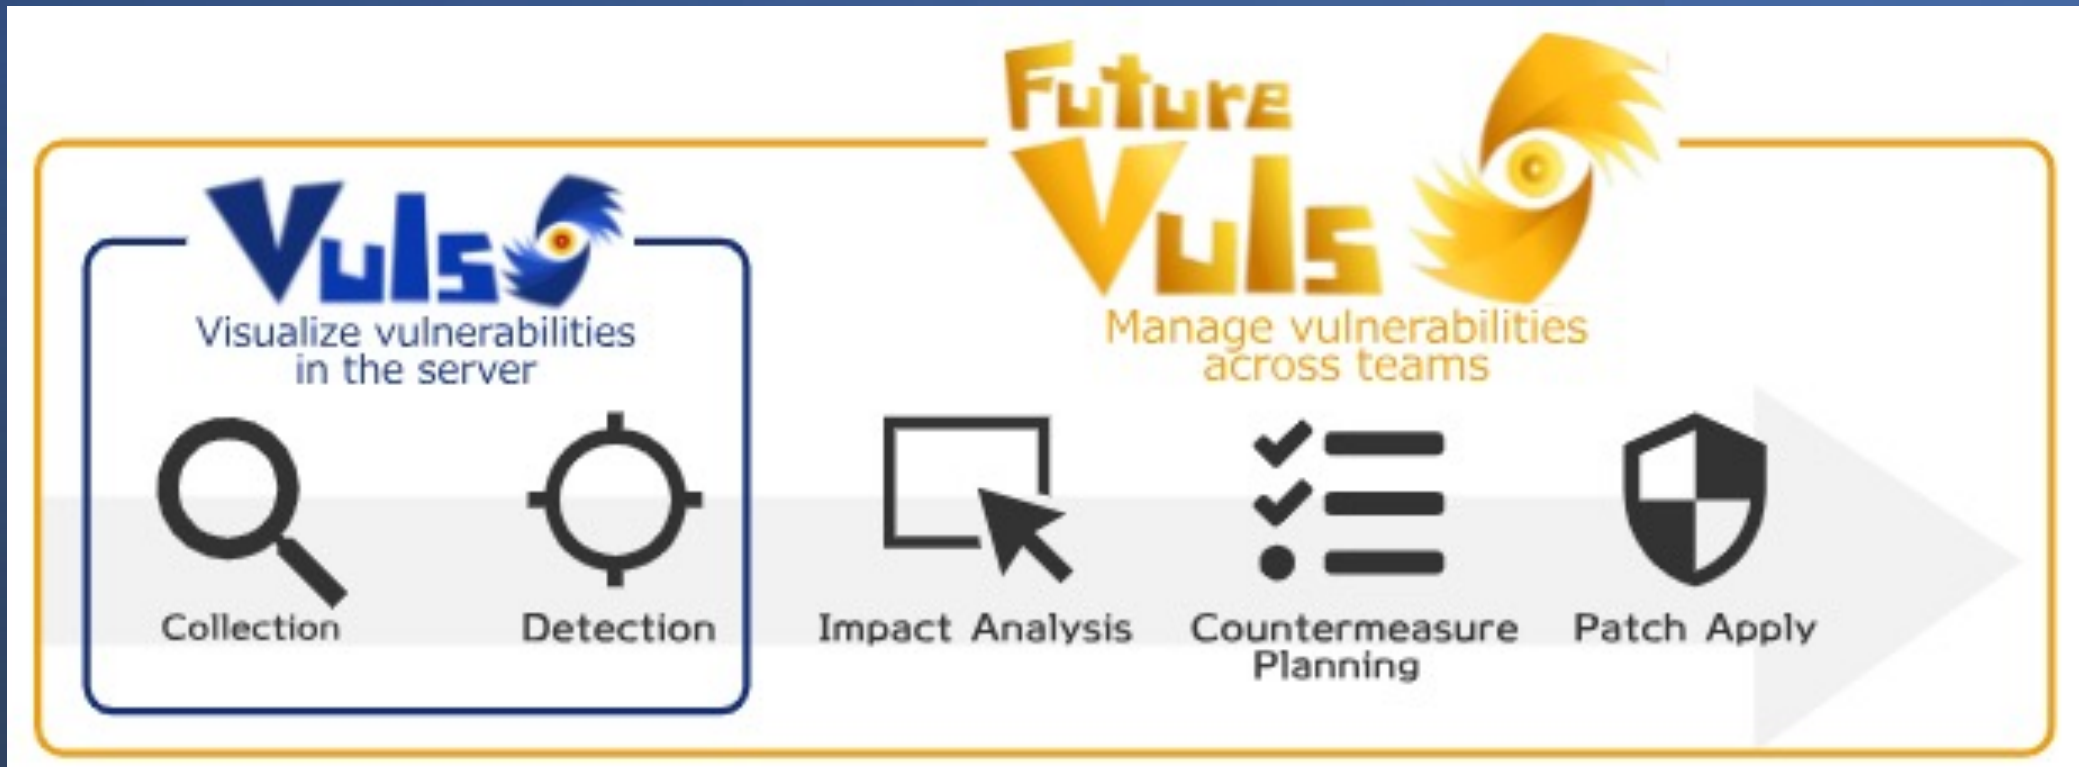 Future
Vuls
Manage vulnerabilities
across teams
Vuls
Visualize vulnerabilities
in the server
Collection
Detection
Impact Analysis
Countermeasure
Planning
Patch Apply